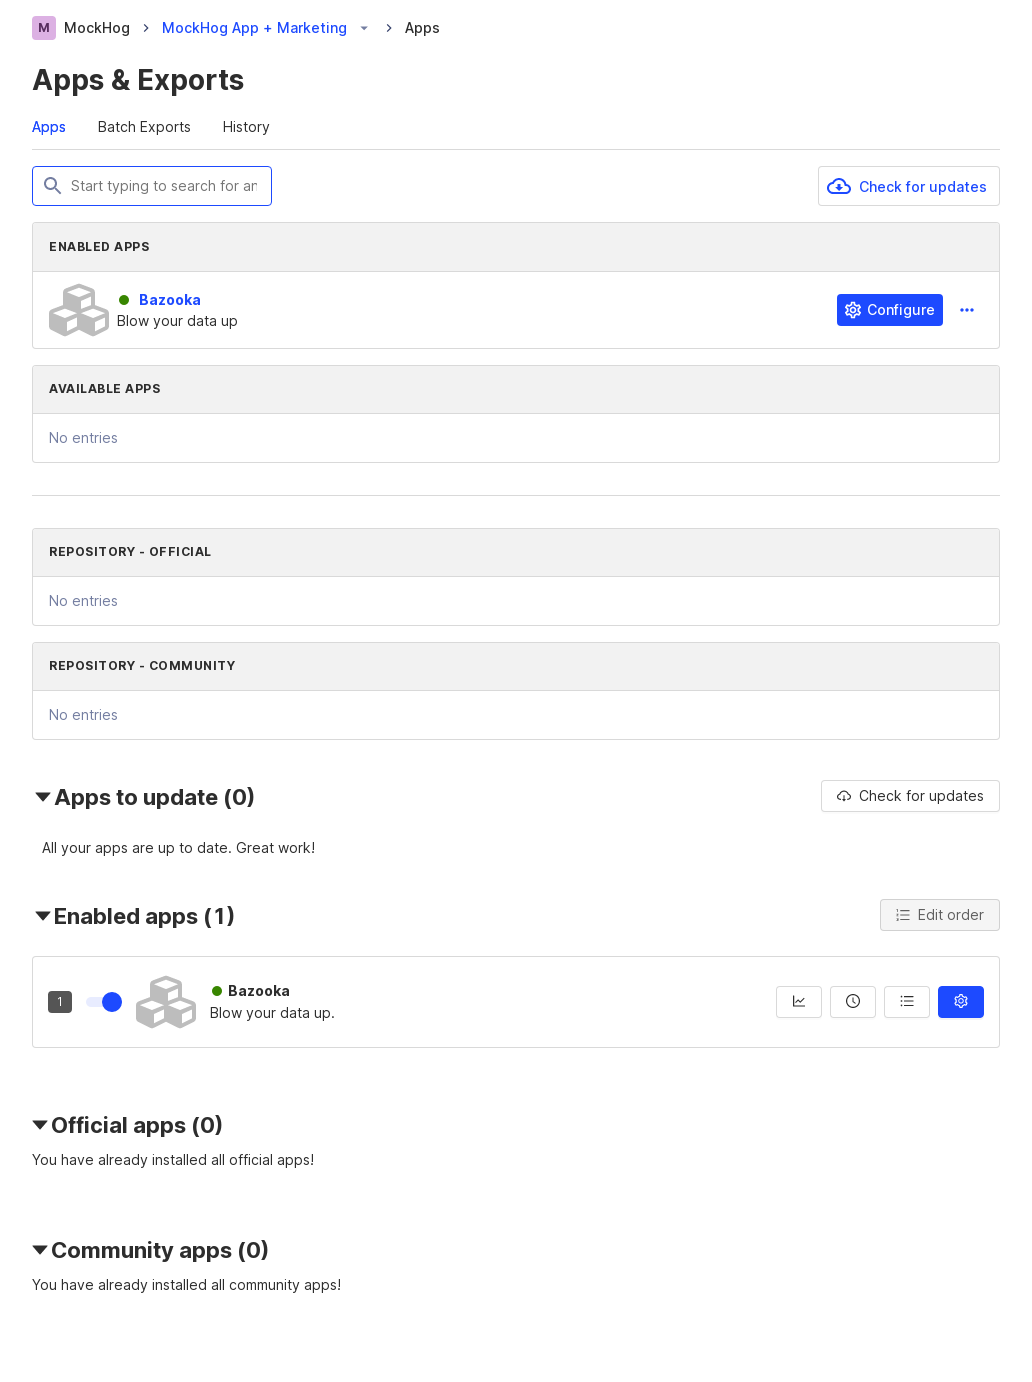 M MockHog MockHog App + Marketing Apps
Apps & Exports
Apps Batch Exports History
Start typing to search for an
Check for updates
ENABLED APPS
Bazooka
Blow your data up
Configure
AVAILABLE APPS
No entries
REPOSITORY - OFFICIAL
No entries
REPOSITORY - COMMUNITY
No entries
Apps to update (0)
Check for updates
All your apps are up to date. Great work!
Enabled apps (1)
Edit order
1
Bazooka
Blow your data up.
Official apps (0)
You have already installed all official apps!
Community apps (0)
You have already installed all community apps!